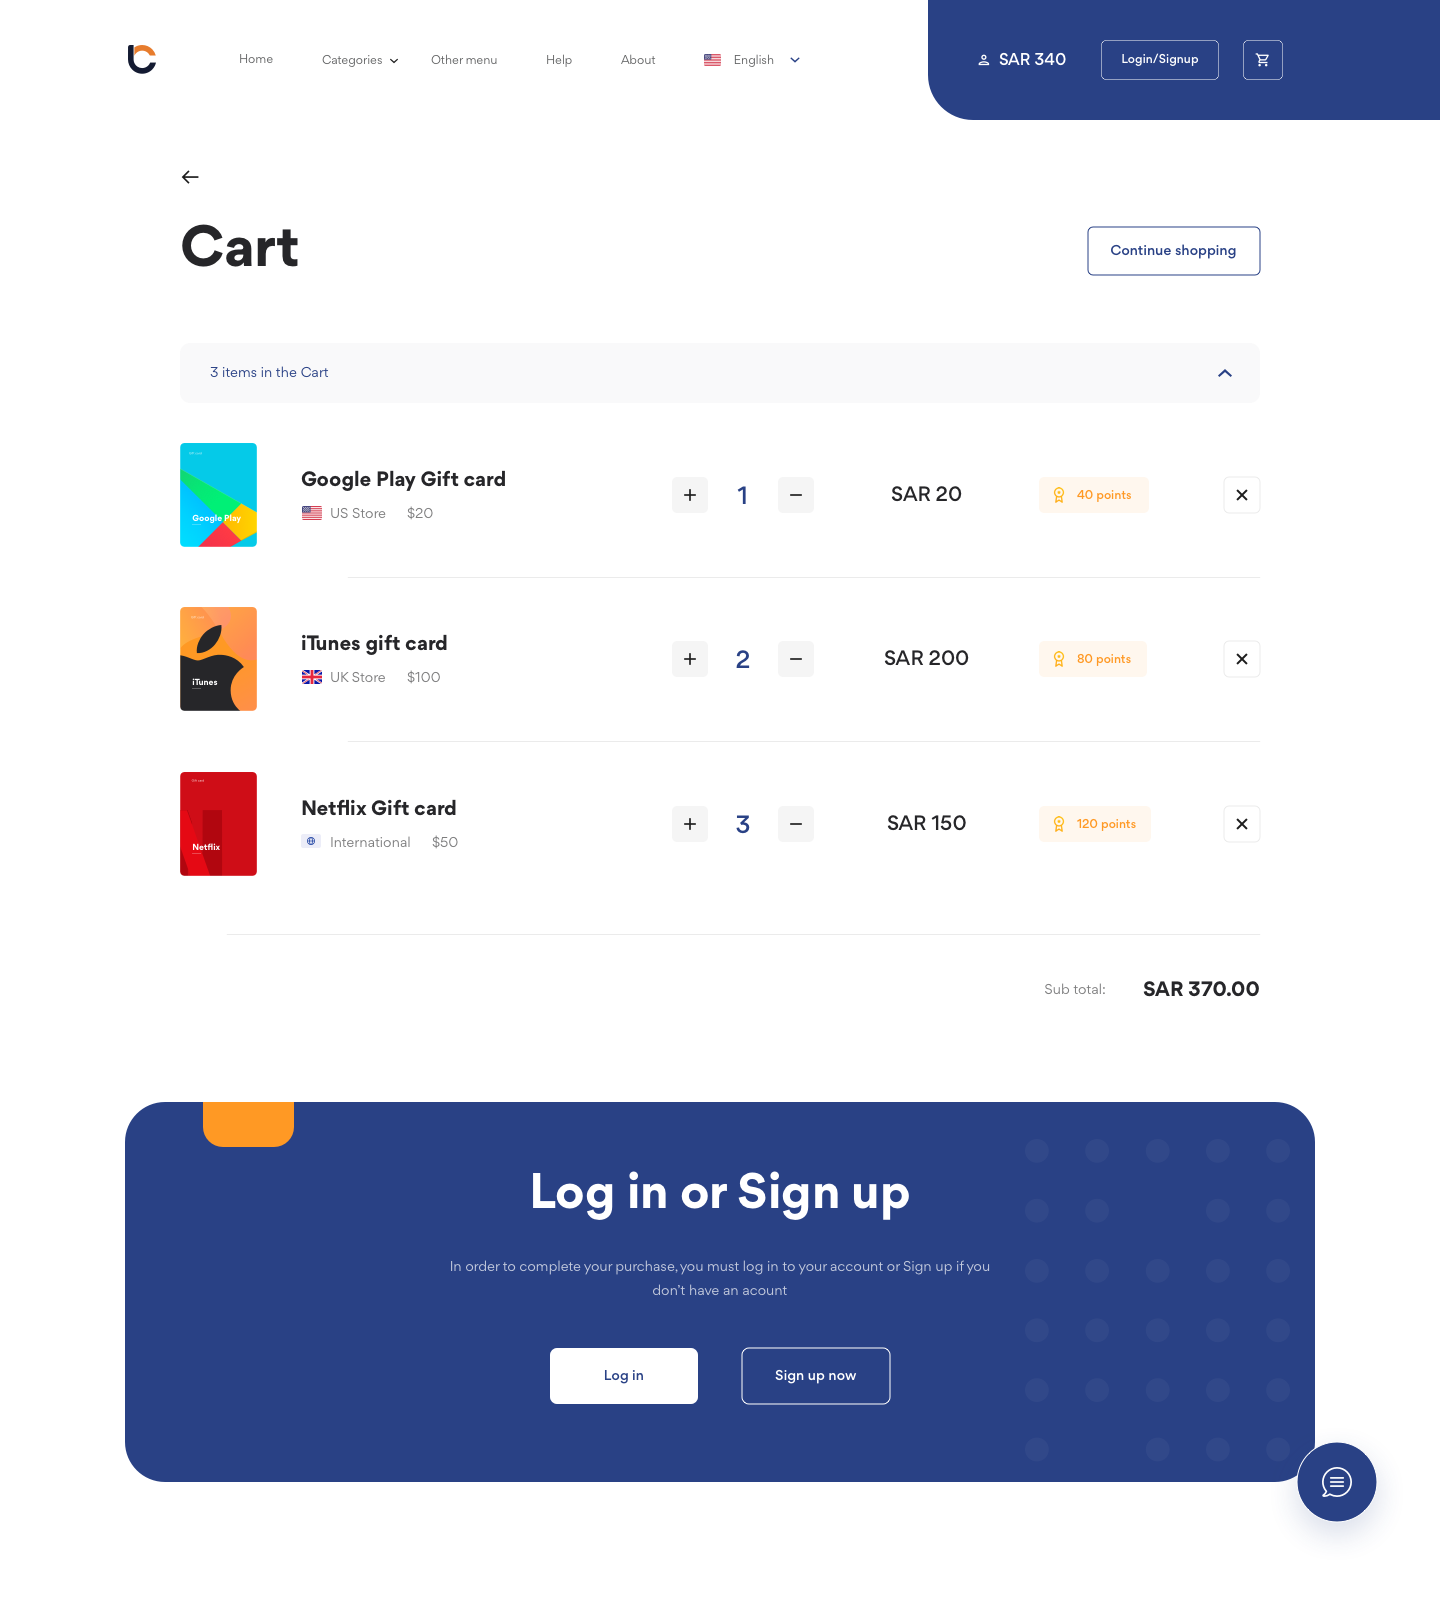 Home Categories Other menu Help About English SAR 340 Login/Signup
Cart
Continue shopping
3 items in the Cart
Google Play
Google Play Gift card
US Store $20
1
SAR 20
40 points
iTunes
iTunes gift card
UK Store $100
2
SAR 200
80 points
Gift card
Netflix
Netflix Gift card
International $50
3
SAR 150
120 points
Sub total: SAR 370.00
Log in or Sign up
In order to complete your purchase, you must log in to your account or Sign up if you
don't have an acount
Log in
Sign up now